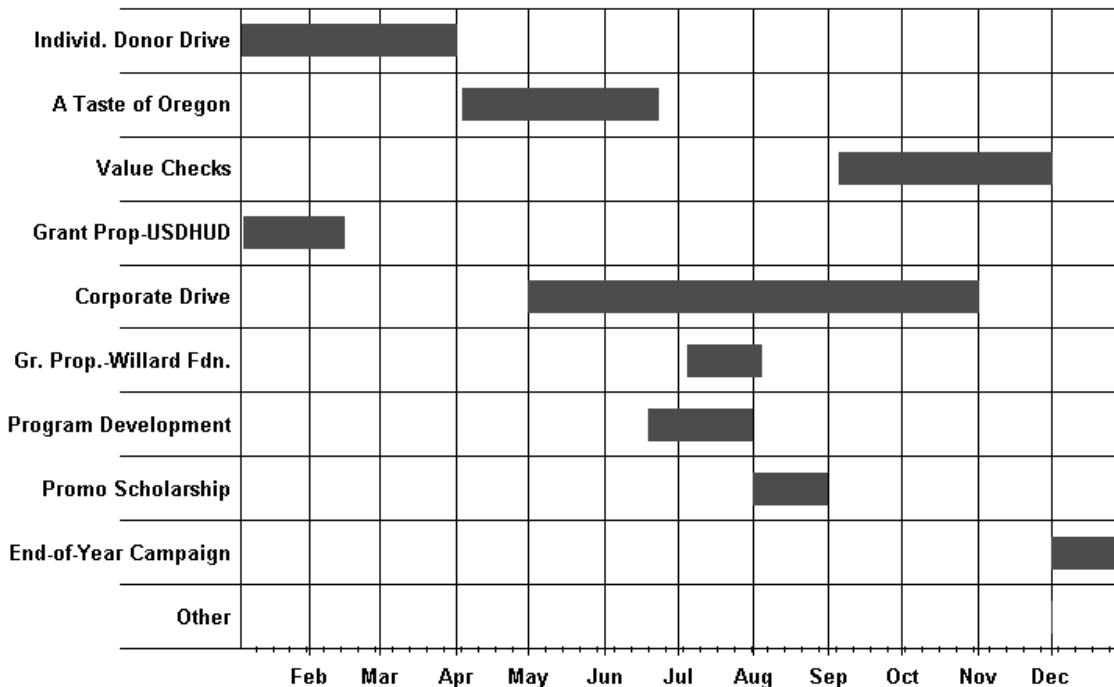 Individ. Donor Drive
A Taste of Oregon
Value Checks
Grant Prop-USDHUD
Corporate Drive
Gr. Prop.-Willard Fdn.
Program Development
Promo Scholarship
End-of-Year Campaign
Other
Feb Mar Apr May Jun Jul Aug Sep Oct Nov Dec